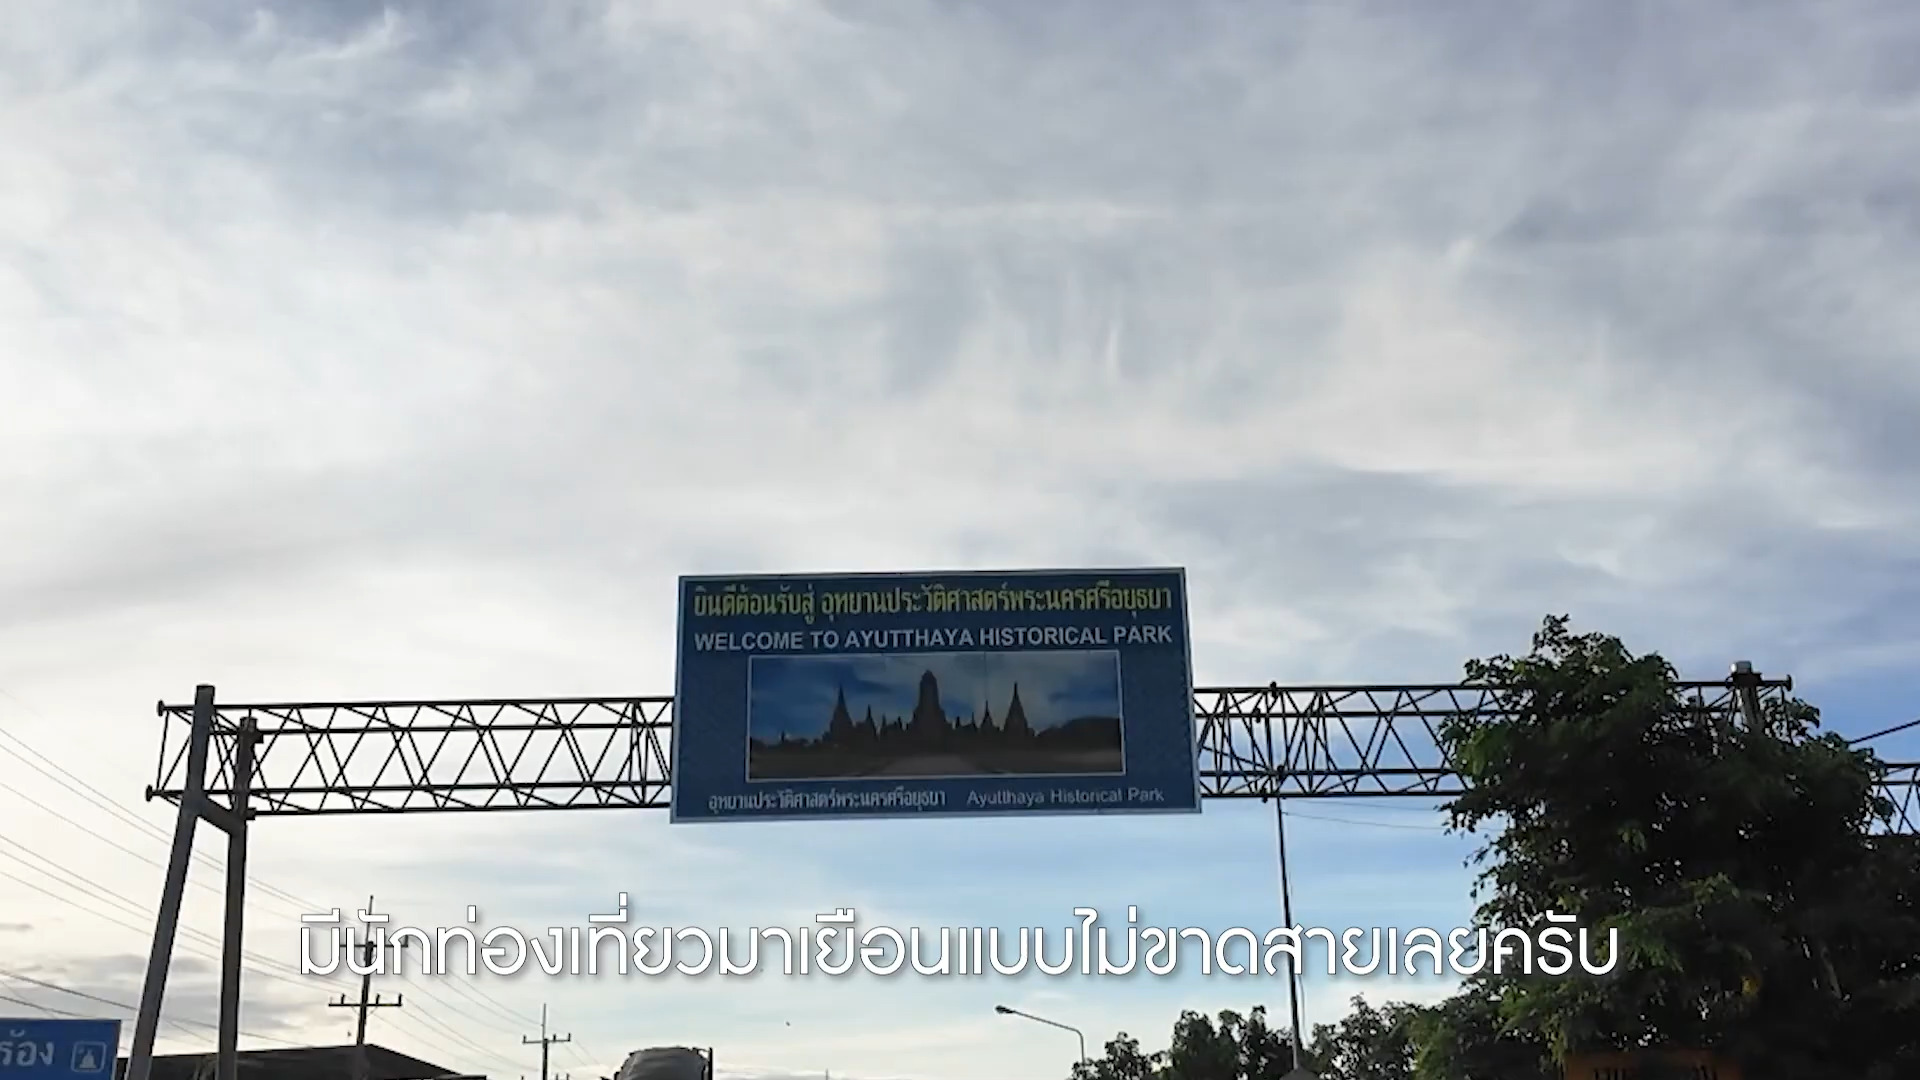 ยินดีต้อนรับสู่ อุทยานประวัติศาสตร์พระนครศรีอยุธยา
WELCOME TO AYUTTHAYA HISTORICAL PARK
อุทยานประวัติศาสตร์พระนครศรีอยุธยา Ayutthaya Historical Park
มีนักท่องเที่ยวมาเยือนแบบไม่ขาดสายเลยครับ
ร้อง